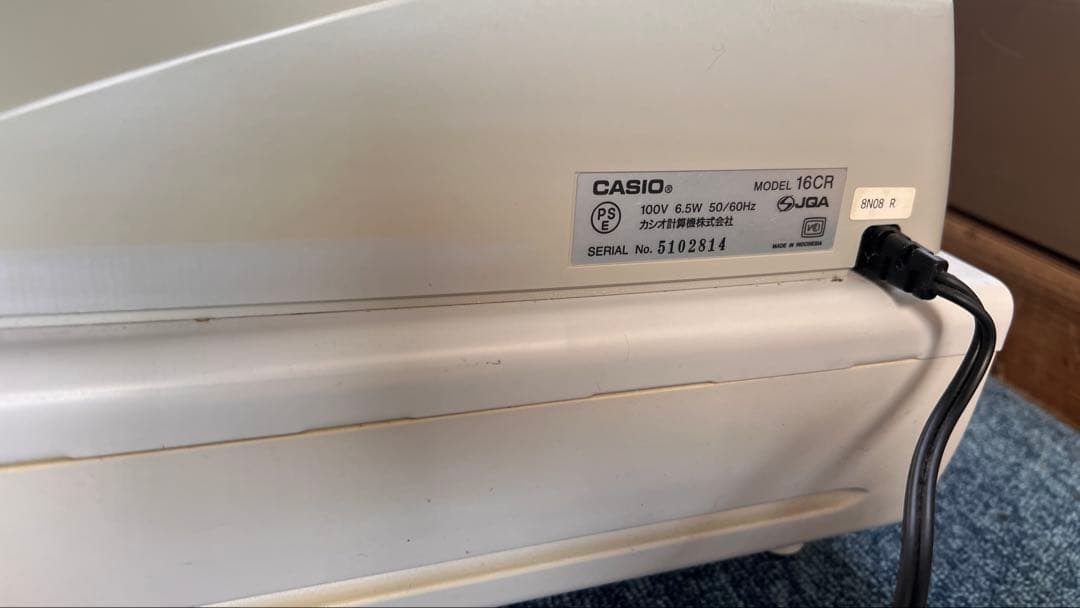 CASIO® MODEL 16CR
PS E 100V 6.5W 50/60Hz JQA
カシオ計算機株式会社
VCI
SERIAL No. 5102814 MADE IN INDONESIA
8N08 R